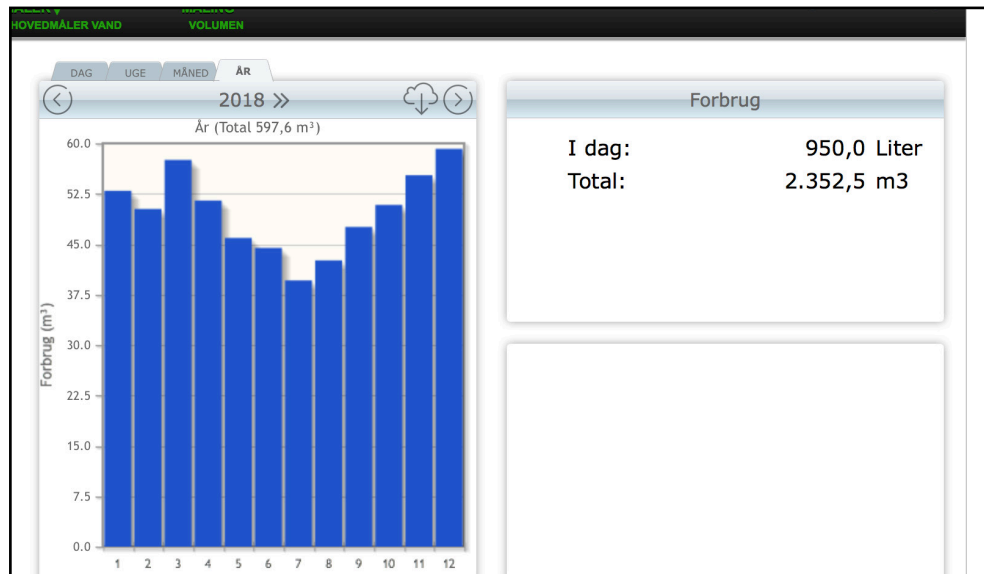 MÅLER
MÅLING
HOVEDMÅLER VAND
VOLUMEN
DAG
UGE
MÅNED
ÅR
2018 »
År (Total 597,6 m³)
60.0
52.5
45.0
37.5
30.0
22.5
15.0
7.5
0.0
Forbrug (m³)
1 2 3 4 5 6 7 8 9 10 11 12
Forbrug
I dag: 950,0 Liter
Total: 2.352,5 m3